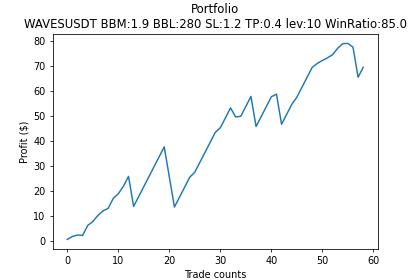 Portfolio
WAVESUSDT BBM:1.9 BBL:280 SL:1.2 TP:0.4 lev:10 WinRatio:85.0
80
70
60
50
40
30
20
10
0
Profit ($)
0 10 20 30 40 50 60
Trade counts